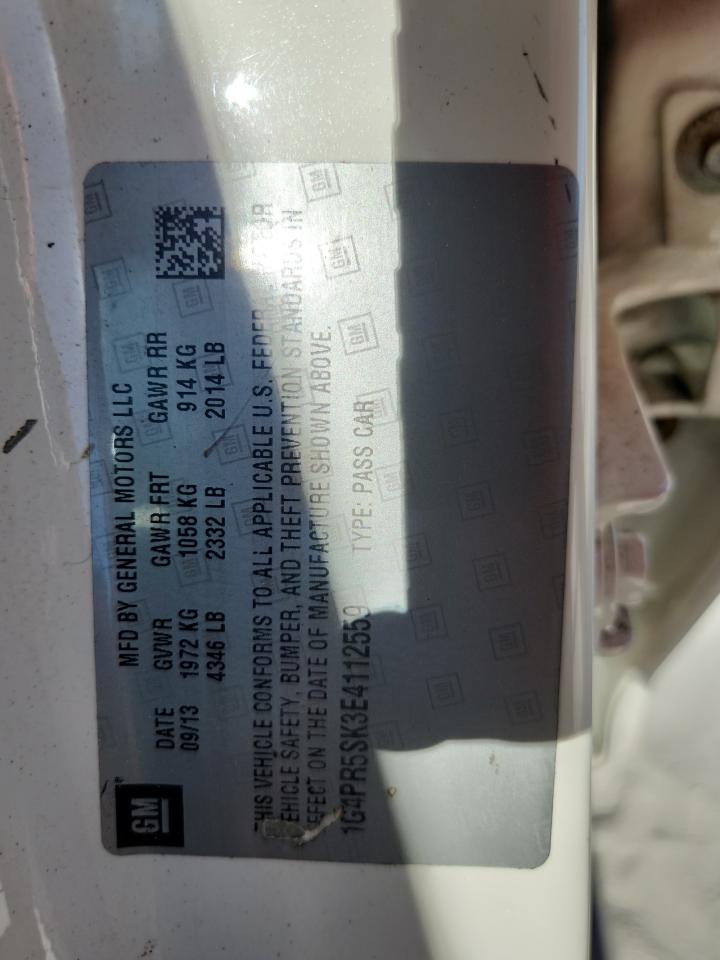 MFD BY GENERAL MOTORS LLC
DATE GVWR GAWR FRT GAWR RR
09/13 1972 KG 1058 KG 914 KG
4346 LB 2332 LB 2014 LB
GM
THIS VEHICLE CONFORMS TO ALL APPLICABLE U.S. FEDERAL MOTOR
VEHICLE SAFETY, BUMPER, AND THEFT PREVENTION STANDARDS IN
EFFECT ON THE DATE OF MANUFACTURE SHOWN ABOVE.
1G4PR5SK3E4112559 TYPE: PASS CAR